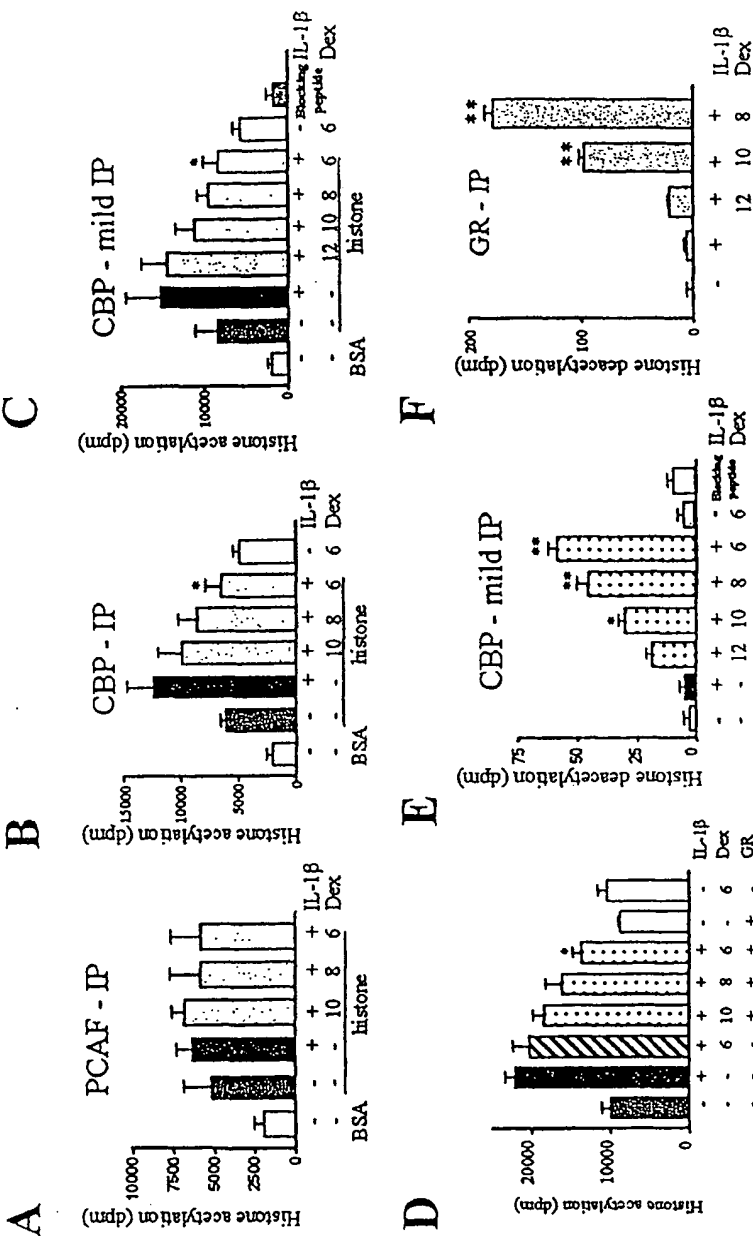 A
PCAF - IP
Histone acetylation (dpm)
10000
7500
5000
2500
0
- - + + + + IL-1β
- - - 10 8 6 Dex
BSA histone
B
CBP - IP
Histone acetylation (dpm)
15000
10000
5000
0
- - + + + + - IL-1β
- - - 10 8 6 6 Dex
BSA histone
C
CBP - mild IP
Histone acetylation (dpm)
20000
10000
0
*
- - + + + + + - - IL-1β
Blocking peptide
- - - 12 10 8 6 6 Dex
BSA histone
D
Histone acetylation (dpm)
20000
10000
0
*
- + + + + + - - IL-1β
- - 6 10 8 6 - 6 Dex
- - - + + + + - GR
E
CBP - mild IP
Histone deacetylation (dpm)
75
50
25
0
* ** **
- + + + + + - IL-1β
Blocking peptide
- - 12 10 8 6 6 Dex
F
GR - IP
Histone deacetylation (dpm)
200
100
0
** **
- + + + + IL-1β
12 10 8 Dex